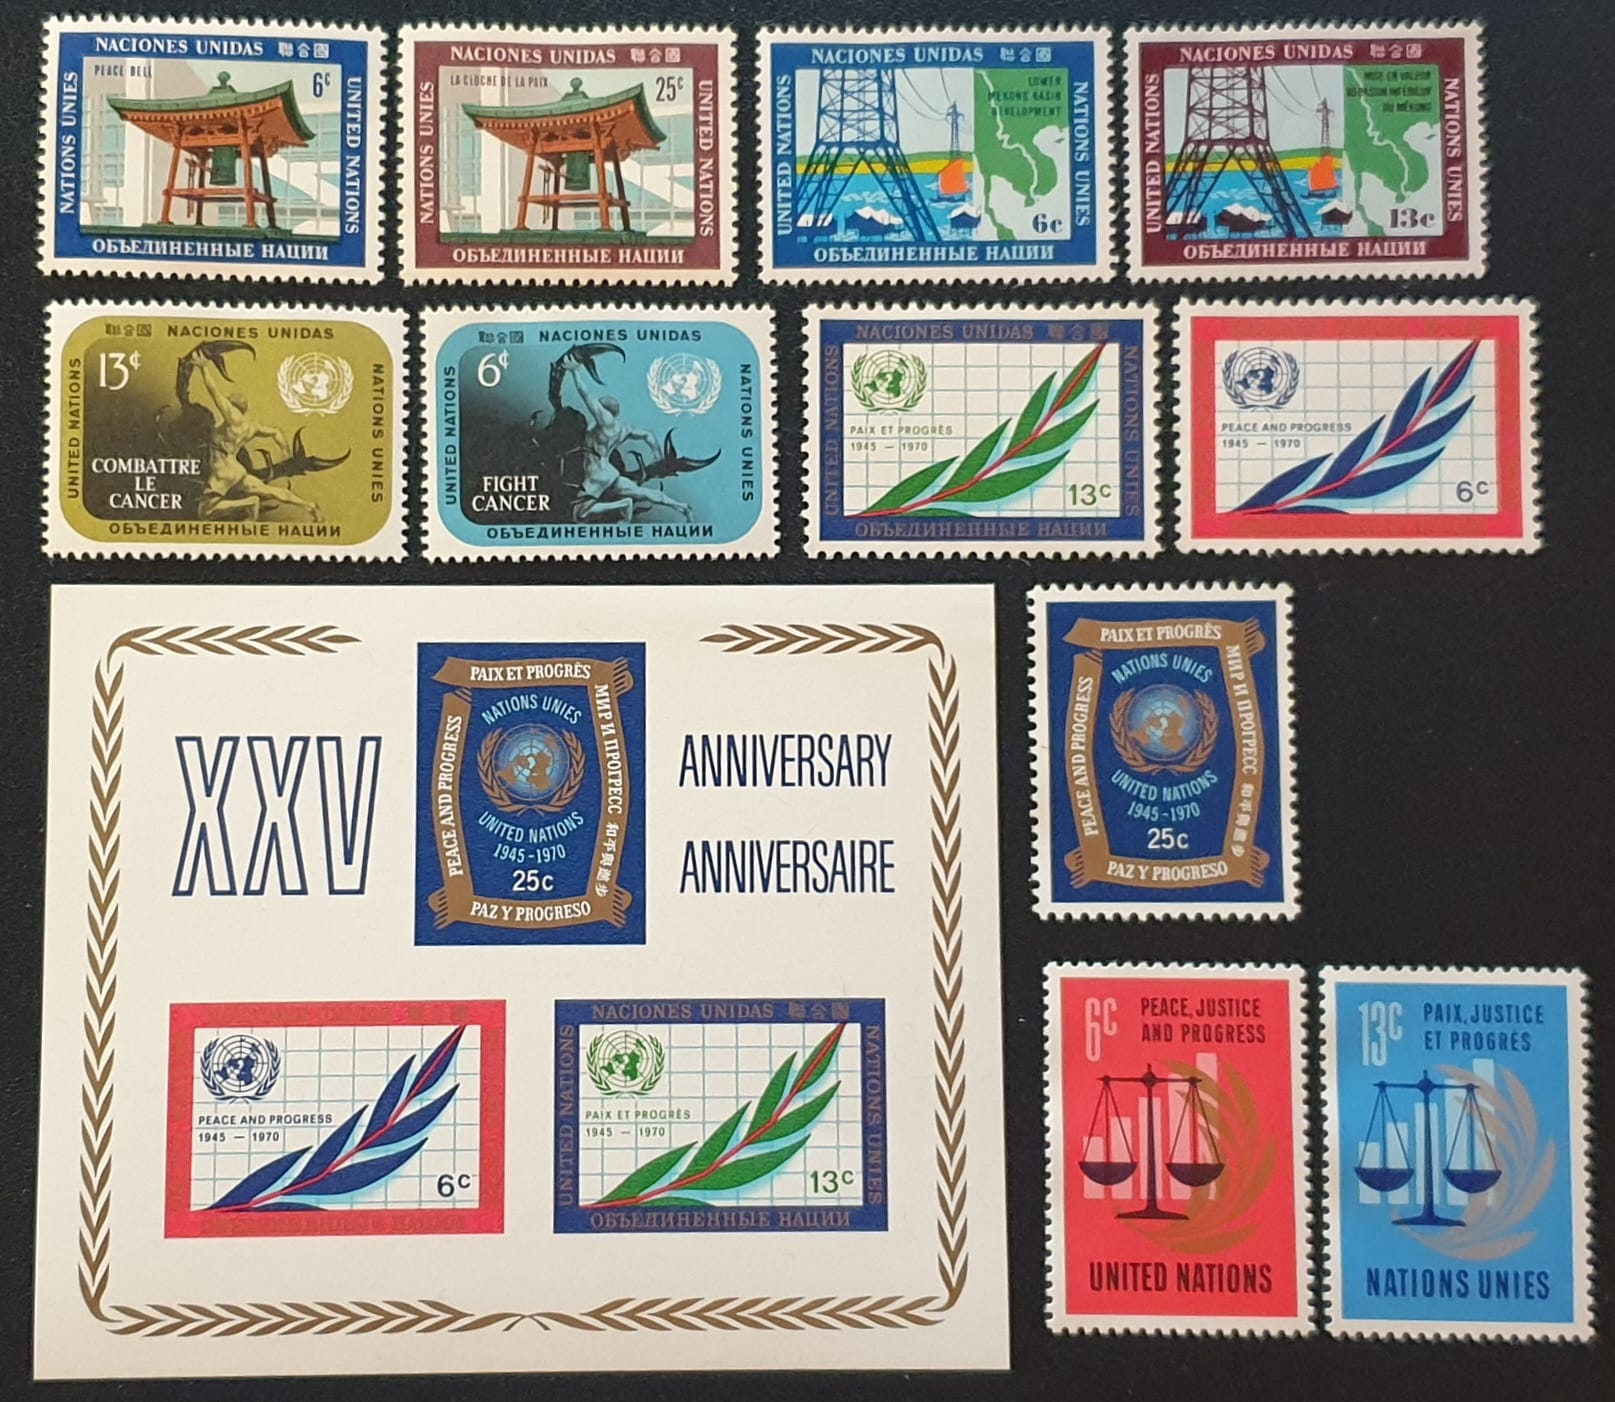 NACIONES UNIDAS 聯合國
NATIONS UNIES
PEACE BELL
6c
UNITED NATIONS
ОБЪЕДИНЕННЫЕ НАЦИИ
NACIONES UNIDAS 聯合國
NATIONS UNIES
LA CLOCHE DE LA PAIX
25c
UNITED NATIONS
ОБЪЕДИНЕННЫЕ НАЦИИ
NACIONES UNIDAS 聯合國
UNITED NATIONS
LOWER
MEKONG BASIN
DEVELOPMENT
NATIONS UNIES
6c
ОБЪЕДИНЕННЫЕ НАЦИИ
NACIONES UNIDAS 聯合國
UNITED NATIONS
MISE EN VALEUR
DU BASSIN INFERIEUR
DU MÉKONG
NATIONS UNIES
13c
ОБЪЕДИНЕННЫЕ НАЦИИ
聯合國 NACIONES UNIDAS
13¢
UNITED NATIONS
NATIONS UNIES
COMBATTRE
LE
CANCER
ОБЪЕДИНЕННЫЕ НАЦИИ
聯合國 NACIONES UNIDAS
6¢
UNITED NATIONS
NATIONS UNIES
FIGHT
CANCER
ОБЪЕДИНЕННЫЕ НАЦИИ
NACIONES UNIDAS 聯合國
UNITED NATIONS
NATIONS UNIES
PAIX ET PROGRÈS
1945 — 1970
13c
ОБЪЕДИНЕННЫЕ НАЦИИ
PEACE AND PROGRESS
1945 — 1970
6c
XXV
ANNIVERSARY
ANNIVERSAIRE
PAIX ET PROGRÈS
PEACE AND PROGRESS
NATIONS UNIES
UNITED NATIONS
1945-1970
25c
МИР И ПРОГРЕСС 和平與進步
PAZ Y PROGRESO
PEACE AND PROGRESS
1945 — 1970
6c
NACIONES UNIDAS 聯合國
UNITED NATIONS
NATIONS UNIES
PAIX ET PROGRÈS
1945 — 1970
13c
ОБЪЕДИНЕННЫЕ НАЦИИ
PAIX ET PROGRÈS
PEACE AND PROGRESS
NATIONS UNIES
UNITED NATIONS
1945-1970
25c
МИР И ПРОГРЕСС 和平與進步
PAZ Y PROGRESO
6c PEACE, JUSTICE
AND PROGRESS
UNITED NATIONS
13c PAIX, JUSTICE
ET PROGRÈS
NATIONS UNIES